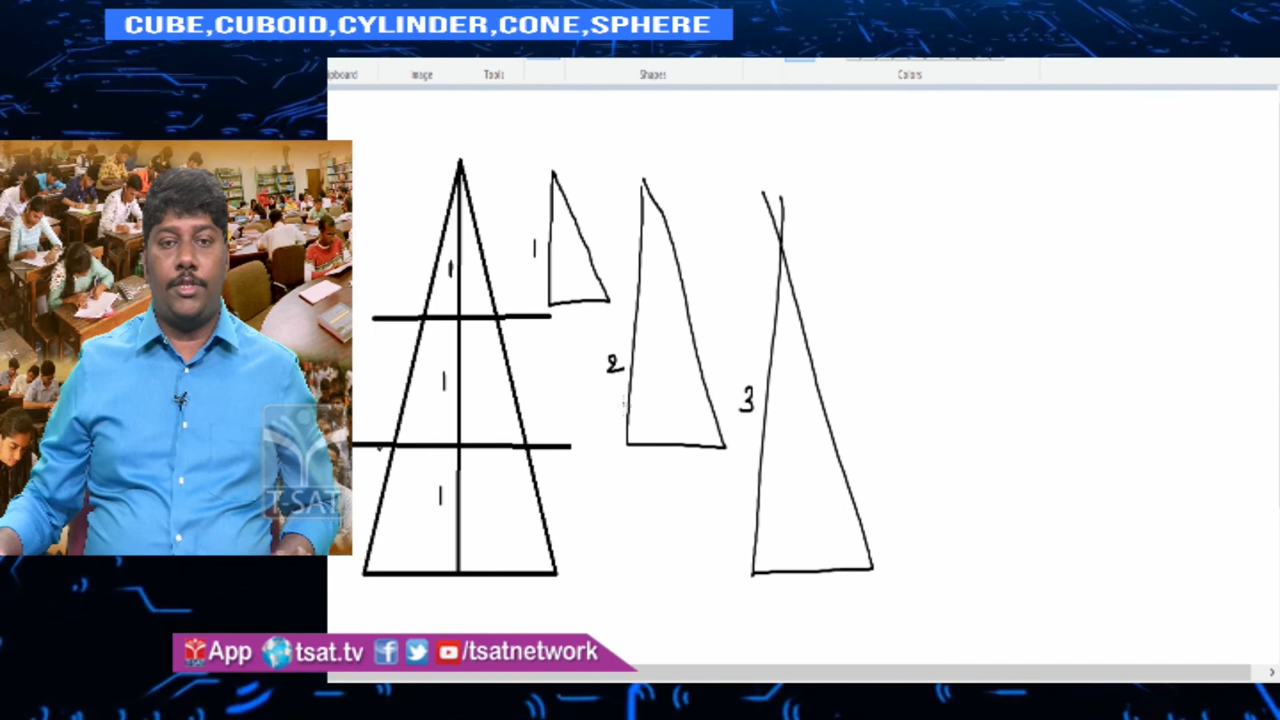 CUBE,CUBOID,CYLINDER,CONE,SPHERE
Image Tools Shapes Colors
1
1
1
1
2
3
T-SAT
App tsat.tv /tsatnetwork